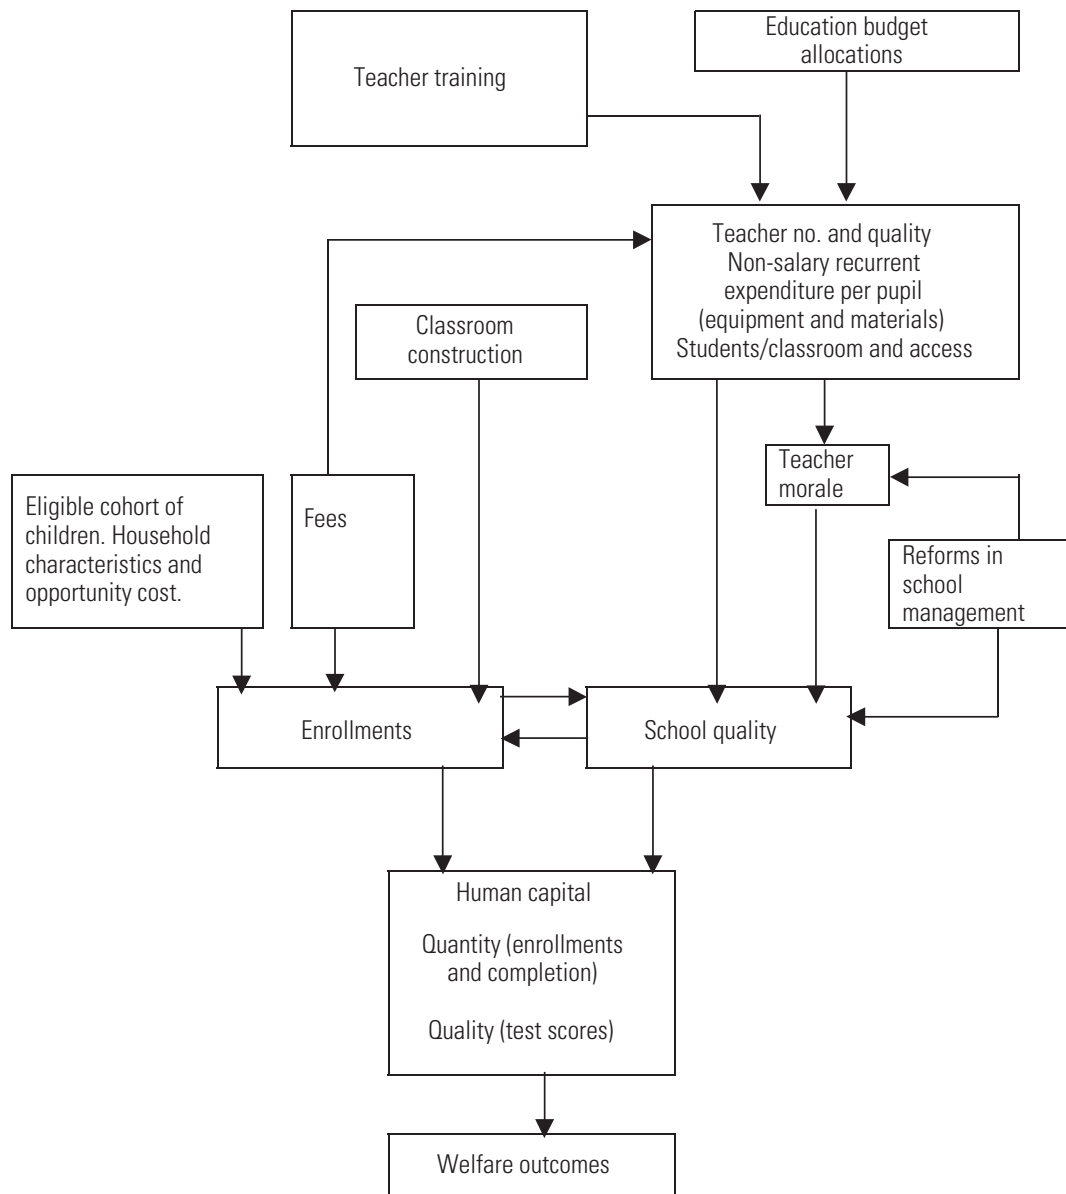 Teacher training
Education budget
allocations
Teacher no. and quality
Non-salary recurrent
expenditure per pupil
(equipment and materials)
Students/classroom and access
Classroom
construction
Teacher
morale
Eligible cohort of
children. Household
characteristics and
opportunity cost.
Fees
Reforms in
school
management
Enrollments
School quality
Human capital
Quantity (enrollments
and completion)
Quality (test scores)
Welfare outcomes